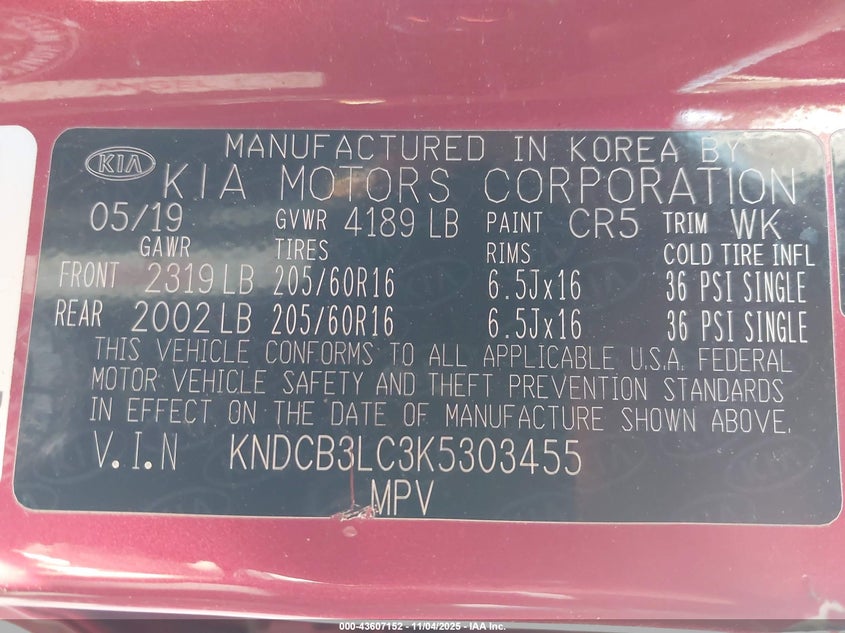 MANUFACTURED IN KOREA BY
KIA KIA MOTORS CORPORATION
05/19 GVWR 4189 LB PAINT CR5 TRIM WK
GAWR TIRES RIMS COLD TIRE INFL
FRONT 2319 LB 205/60R16 6.5Jx16 36 PSI SINGLE
REAR 2002 LB 205/60R16 6.5Jx16 36 PSI SINGLE
THIS VEHICLE CONFORMS TO ALL APPLICABLE U.S.A. FEDERAL
MOTOR VEHICLE SAFETY AND THEFT PREVENTION STANDARDS
IN EFFECT ON THE DATE OF MANUFACTURE SHOWN ABOVE.
V.I.N KNDCB3LC3K5303455
MPV
000-43607152 — 11/04/2025 — IAA Inc.